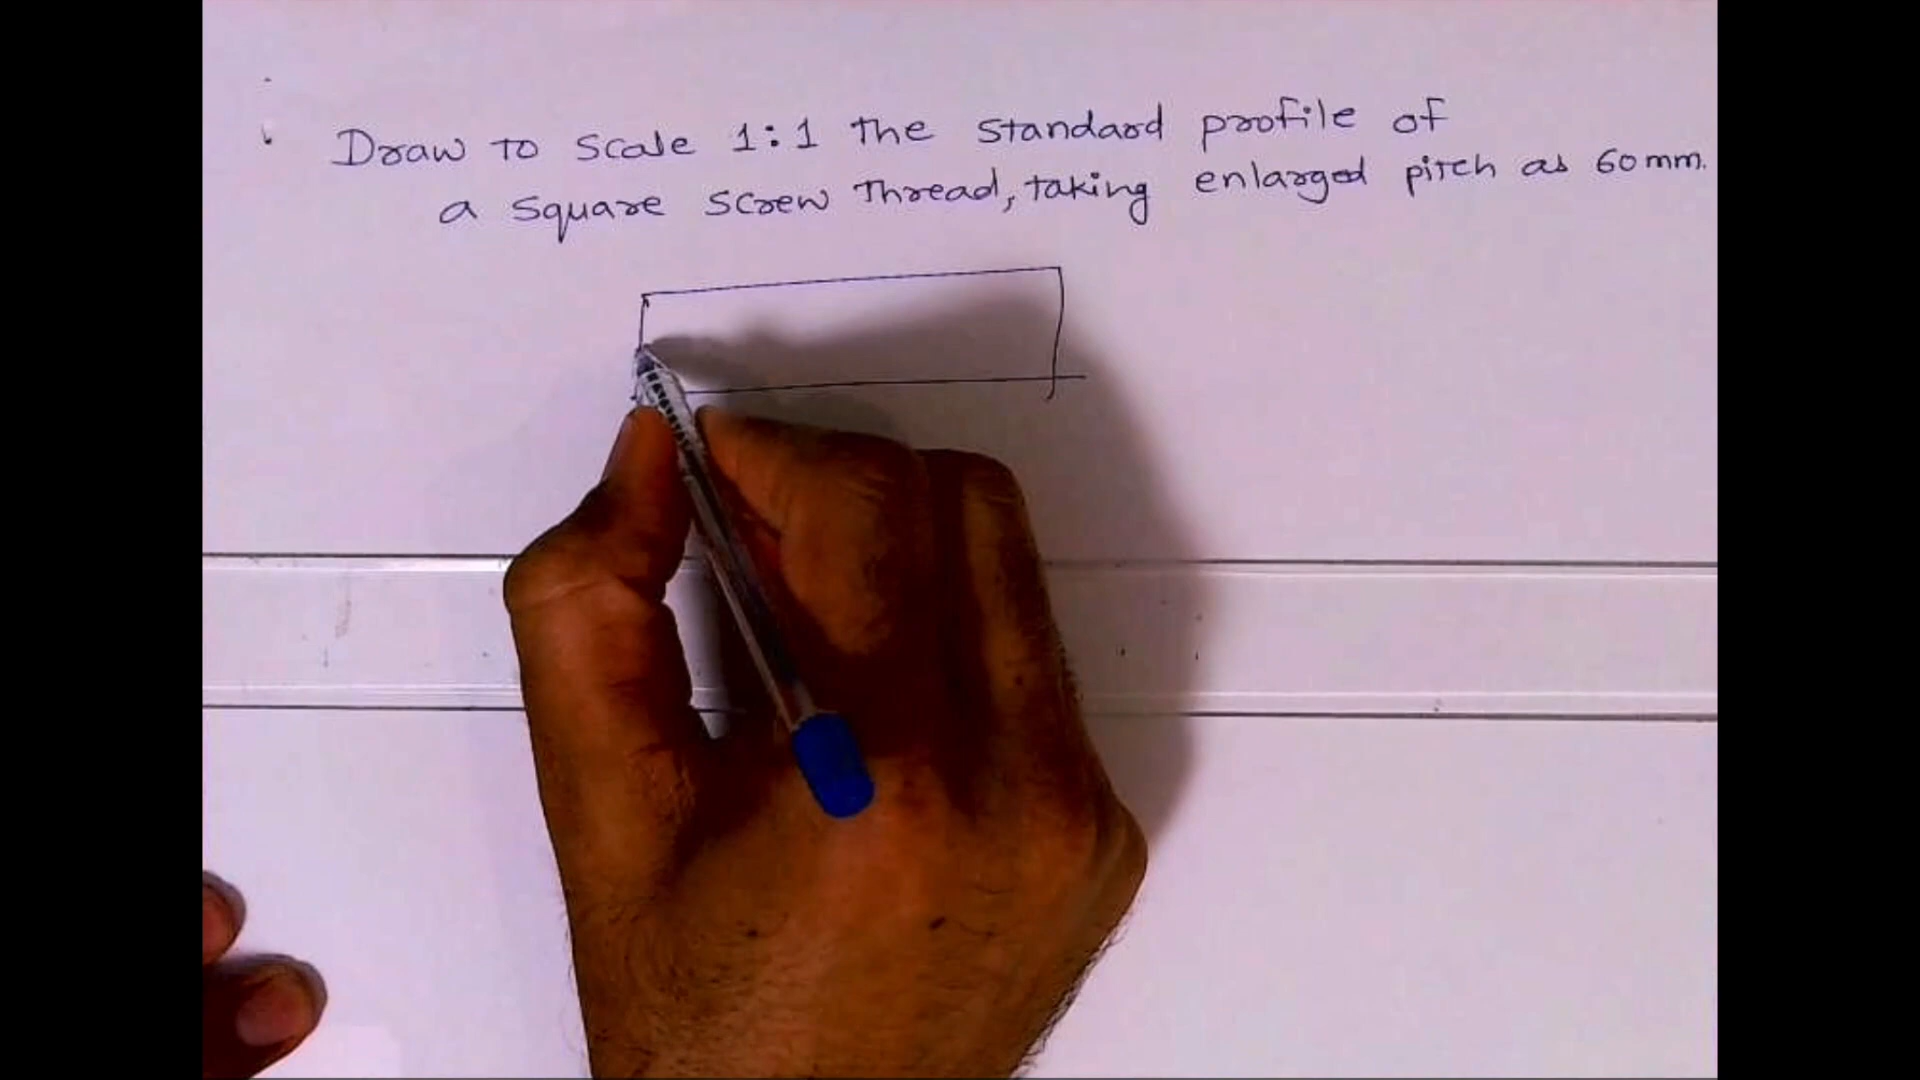 Draw to scale 1:1 the standard profile of
a square screw thread, taking enlarged pitch as 60mm.